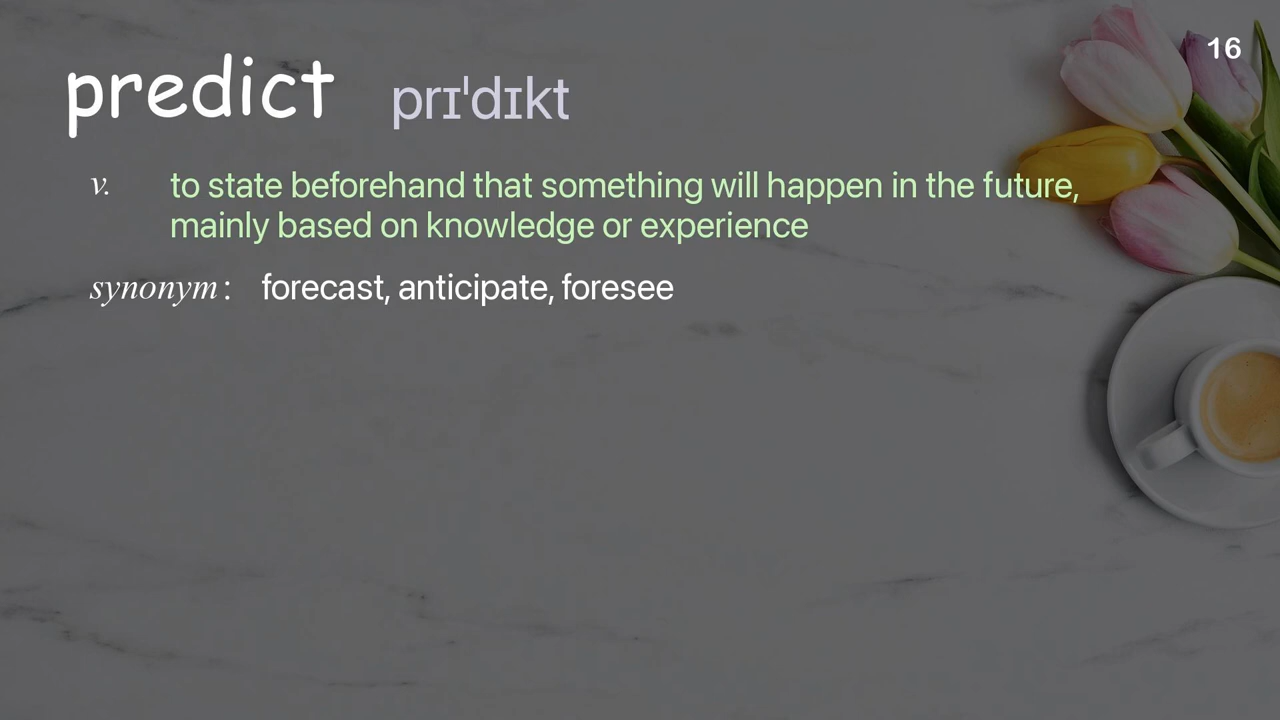 16
predict prɪˈdɪkt
v. to state beforehand that something will happen in the future,
mainly based on knowledge or experience
synonym : forecast, anticipate, foresee